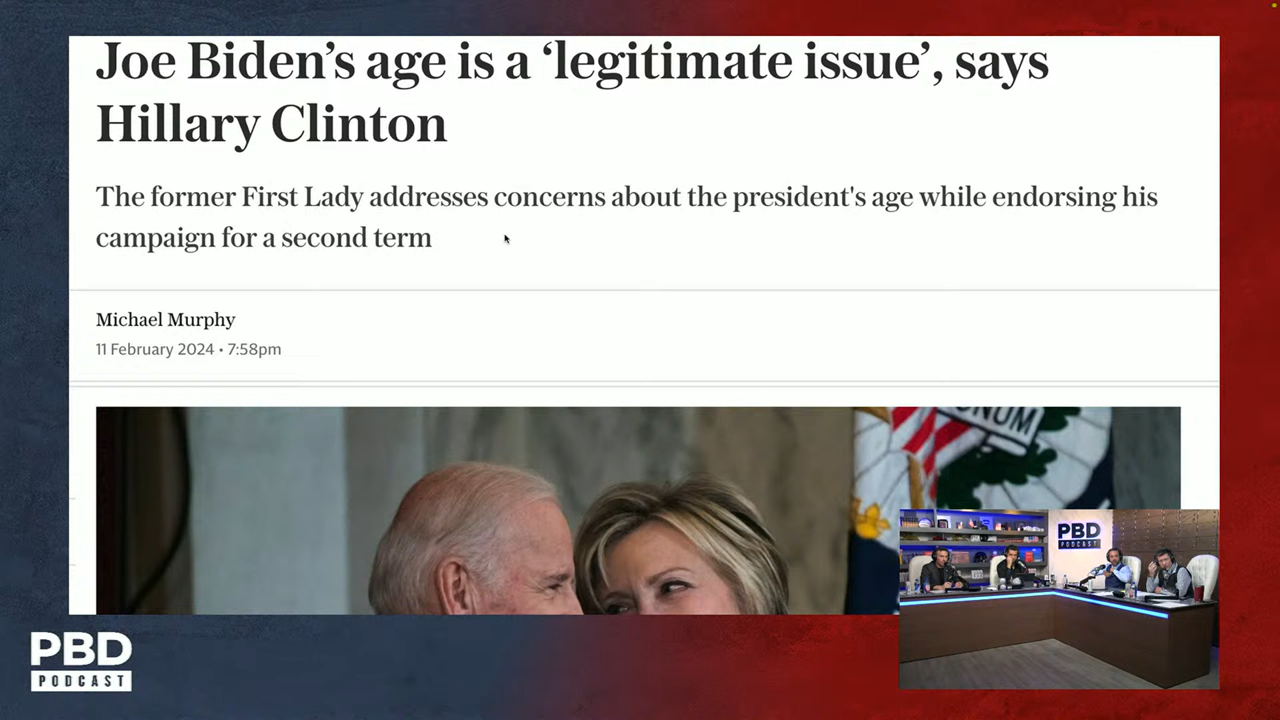 Joe Biden’s age is a ‘legitimate issue’, says
Hillary Clinton
The former First Lady addresses concerns about the president's age while endorsing his
campaign for a second term
Michael Murphy
11 February 2024 • 7:58pm
PBD
PODCAST
PBD
PODCAST